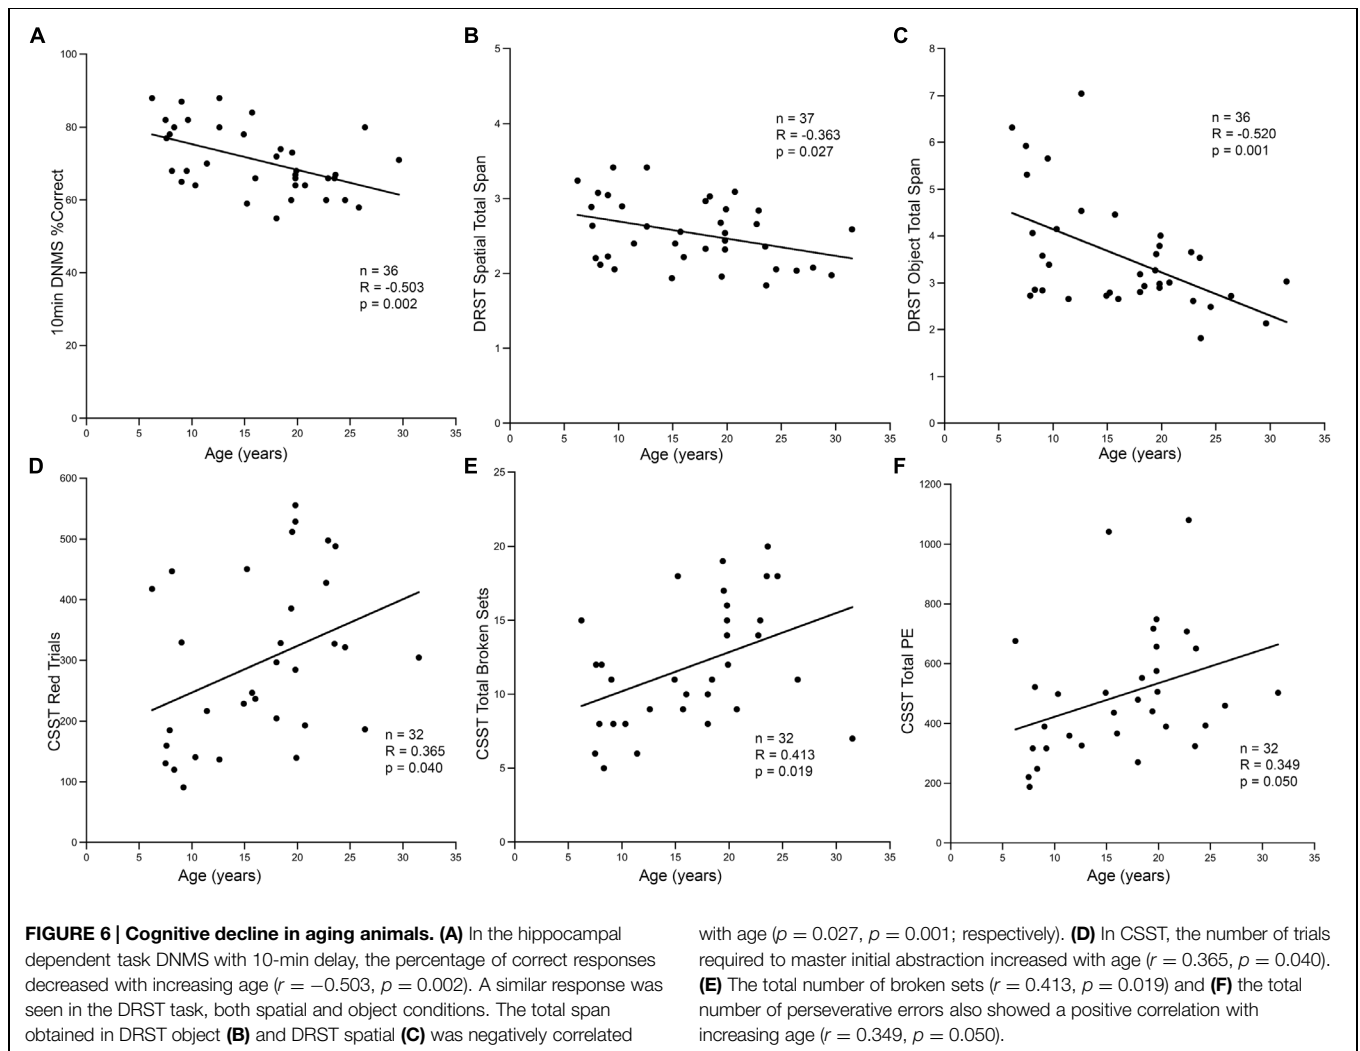 A
100
80
60
40
20
0
10min DNMS %Correct
n = 36
R = -0.503
p = 0.002
0 5 10 15 20 25 30 35
Age (years)
B
5
4
3
2
1
0
DRST Spatial Total Span
n = 37
R = -0.363
p = 0.027
0 5 10 15 20 25 30 35
Age (years)
C
8
7
6
5
4
3
2
1
0
DRST Object Total Span
n = 36
R = -0.520
p = 0.001
0 5 10 15 20 25 30 35
Age (years)
D
600
500
400
300
200
100
0
CSST Red Trials
n = 32
R = 0.365
p = 0.040
0 5 10 15 20 25 30 35
Age (years)
E
25
20
15
10
5
0
CSST Total Broken Sets
n = 32
R = 0.413
p = 0.019
0 5 10 15 20 25 30 35
Age (years)
F
1200
1000
800
600
400
200
0
CSST Total PE
n = 32
R = 0.349
p = 0.050
0 5 10 15 20 25 30 35
Age (years)
FIGURE 6 | Cognitive decline in aging animals. (A) In the hippocampal
dependent task DNMS with 10-min delay, the percentage of correct responses
decreased with increasing age (r = −0.503, p = 0.002). A similar response was
seen in the DRST task, both spatial and object conditions. The total span
obtained in DRST object (B) and DRST spatial (C) was negatively correlated
with age (p = 0.027, p = 0.001; respectively). (D) In CSST, the number of trials
required to master initial abstraction increased with age (r = 0.365, p = 0.040).
(E) The total number of broken sets (r = 0.413, p = 0.019) and (F) the total
number of perseverative errors also showed a positive correlation with
increasing age (r = 0.349, p = 0.050).